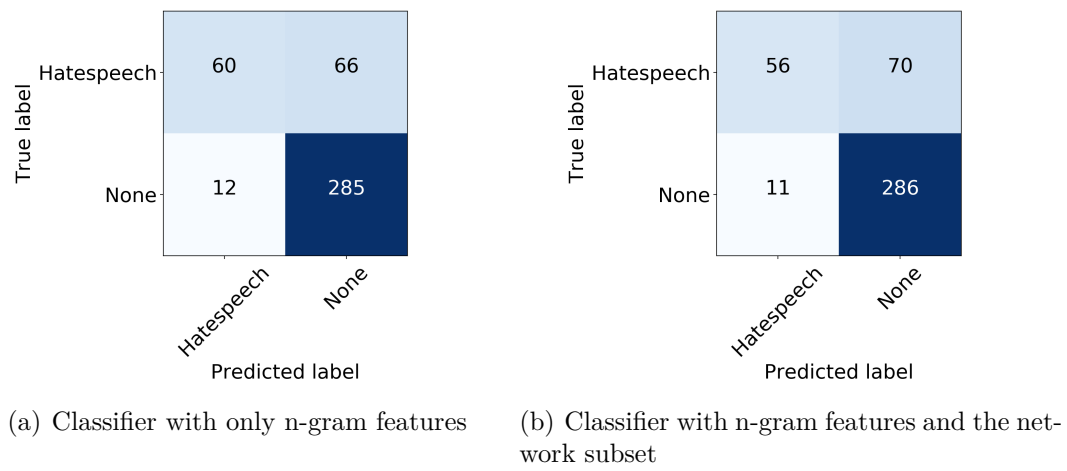 Hatespeech
None
True label
60
66
12
285
Hatespeech
None
Predicted label
(a) Classifier with only n-gram features
Hatespeech
None
True label
56
70
11
286
Hatespeech
None
Predicted label
(b) Classifier with n-gram features and the net-
work subset